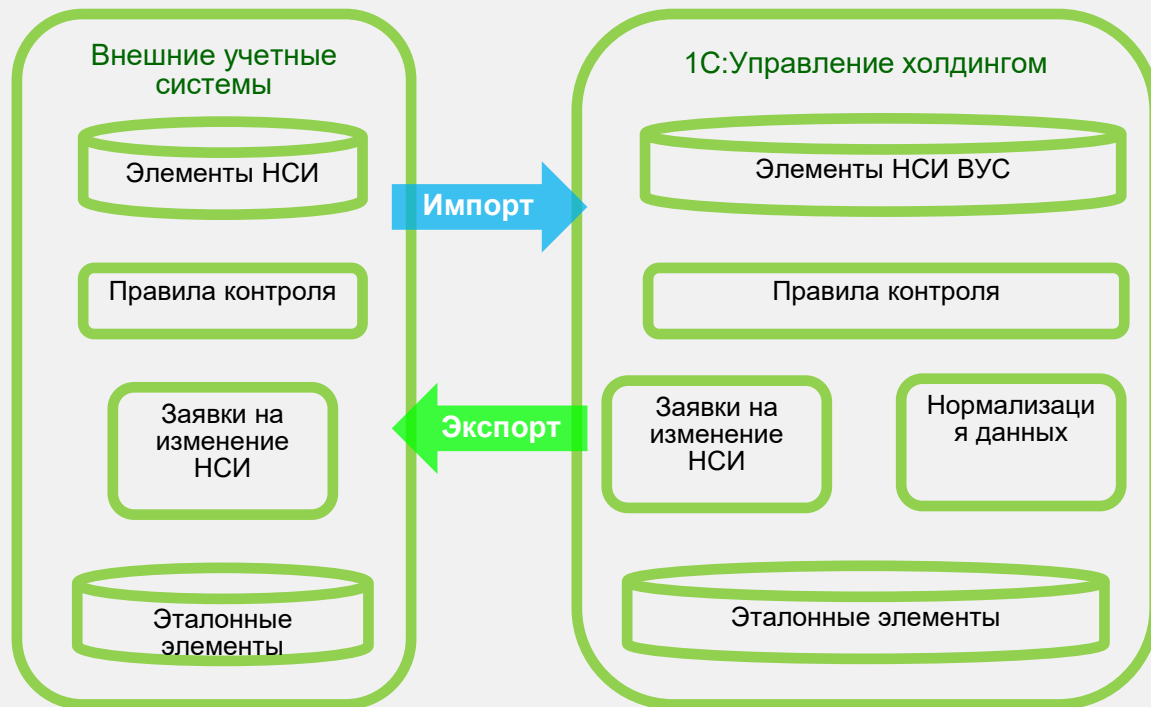 Внешние учетные
системы
Элементы НСИ
Правила контроля
Заявки на
изменение
НСИ
Эталонные
элементы
Импорт
Экспорт
1С:Управление холдингом
Элементы НСИ ВУС
Правила контроля
Заявки на
изменение
НСИ
Нормализаци
я данных
Эталонные элементы